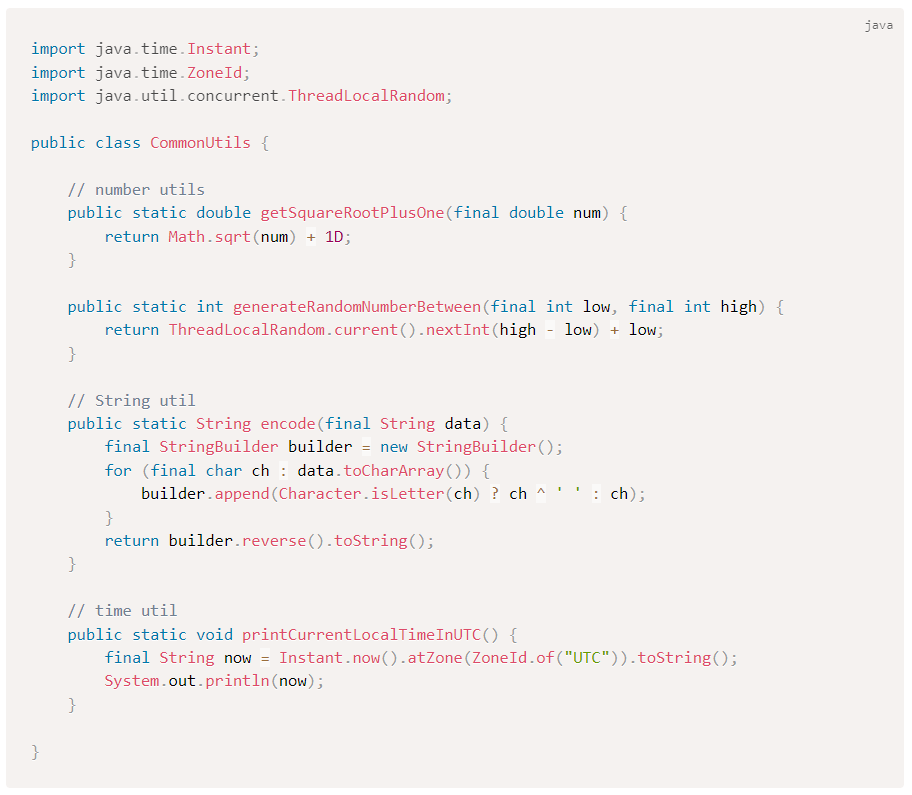 java
import java.time.Instant;
import java.time.ZoneId;
import java.util.concurrent.ThreadLocalRandom;

public class CommonUtils {

    // number utils
    public static double getSquareRootPlusOne(final double num) {
        return Math.sqrt(num) + 1D;
    }

    public static int generateRandomNumberBetween(final int low, final int high) {
        return ThreadLocalRandom.current().nextInt(high - low) + low;
    }

    // String util
    public static String encode(final String data) {
        final StringBuilder builder = new StringBuilder();
        for (final char ch : data.toCharArray()) {
            builder.append(Character.isLetter(ch) ? ch ^ ' ' : ch);
        }
        return builder.reverse().toString();
    }

    // time util
    public static void printCurrentLocalTimeInUTC() {
        final String now = Instant.now().atZone(ZoneId.of("UTC")).toString();
        System.out.println(now);
    }

}